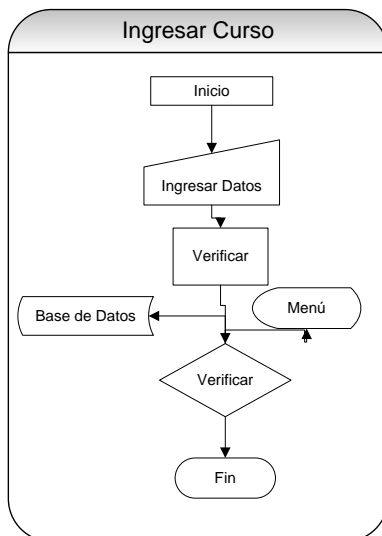 Ingresar Curso
Inicio
Ingresar Datos
Verificar
Base de Datos
Menú
Verificar
Fin